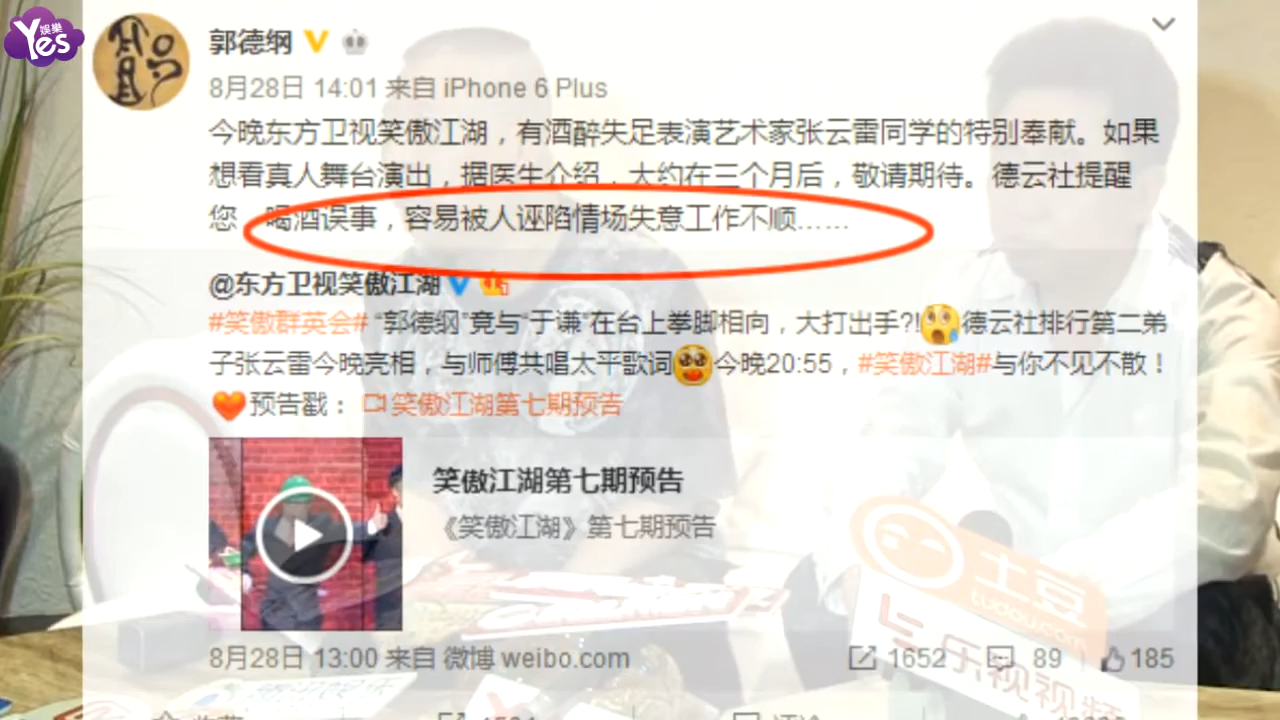 Yes
娱樂
郭德纲
8月28日 14:01 来自 iPhone 6 Plus
今晚东方卫视笑傲江湖，有酒醉失足表演艺术家张云雷同学的特别奉献。如果
想看真人舞台演出，据医生介绍，大约在三个月后，敬请期待。德云社提醒
您，喝酒误事，容易被人诬陷情场失意工作不顺……
@东方卫视笑傲江湖
#笑傲群英会# “郭德纲”竟与“于谦”在台上拳脚相向，大打出手?!德云社排行第二弟
子张云雷今晚亮相，与师傅共唱太平歌词今晚20:55，#笑傲江湖#与你不见不散！
预告戳：笑傲江湖第七期预告
笑傲江湖第七期预告
《笑傲江湖》第七期预告
土豆
tudou.com
8月28日 13:00 来自 微博 weibo.com
1652 89 185
乐视视频